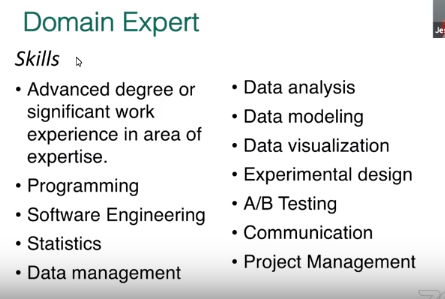 Domain Expert
Skills
• Advanced degree or
significant work
experience in area of
expertise.
• Programming
• Software Engineering
• Statistics
• Data management
• Data analysis
• Data modeling
• Data visualization
• Experimental design
• A/B Testing
• Communication
• Project Management
Je